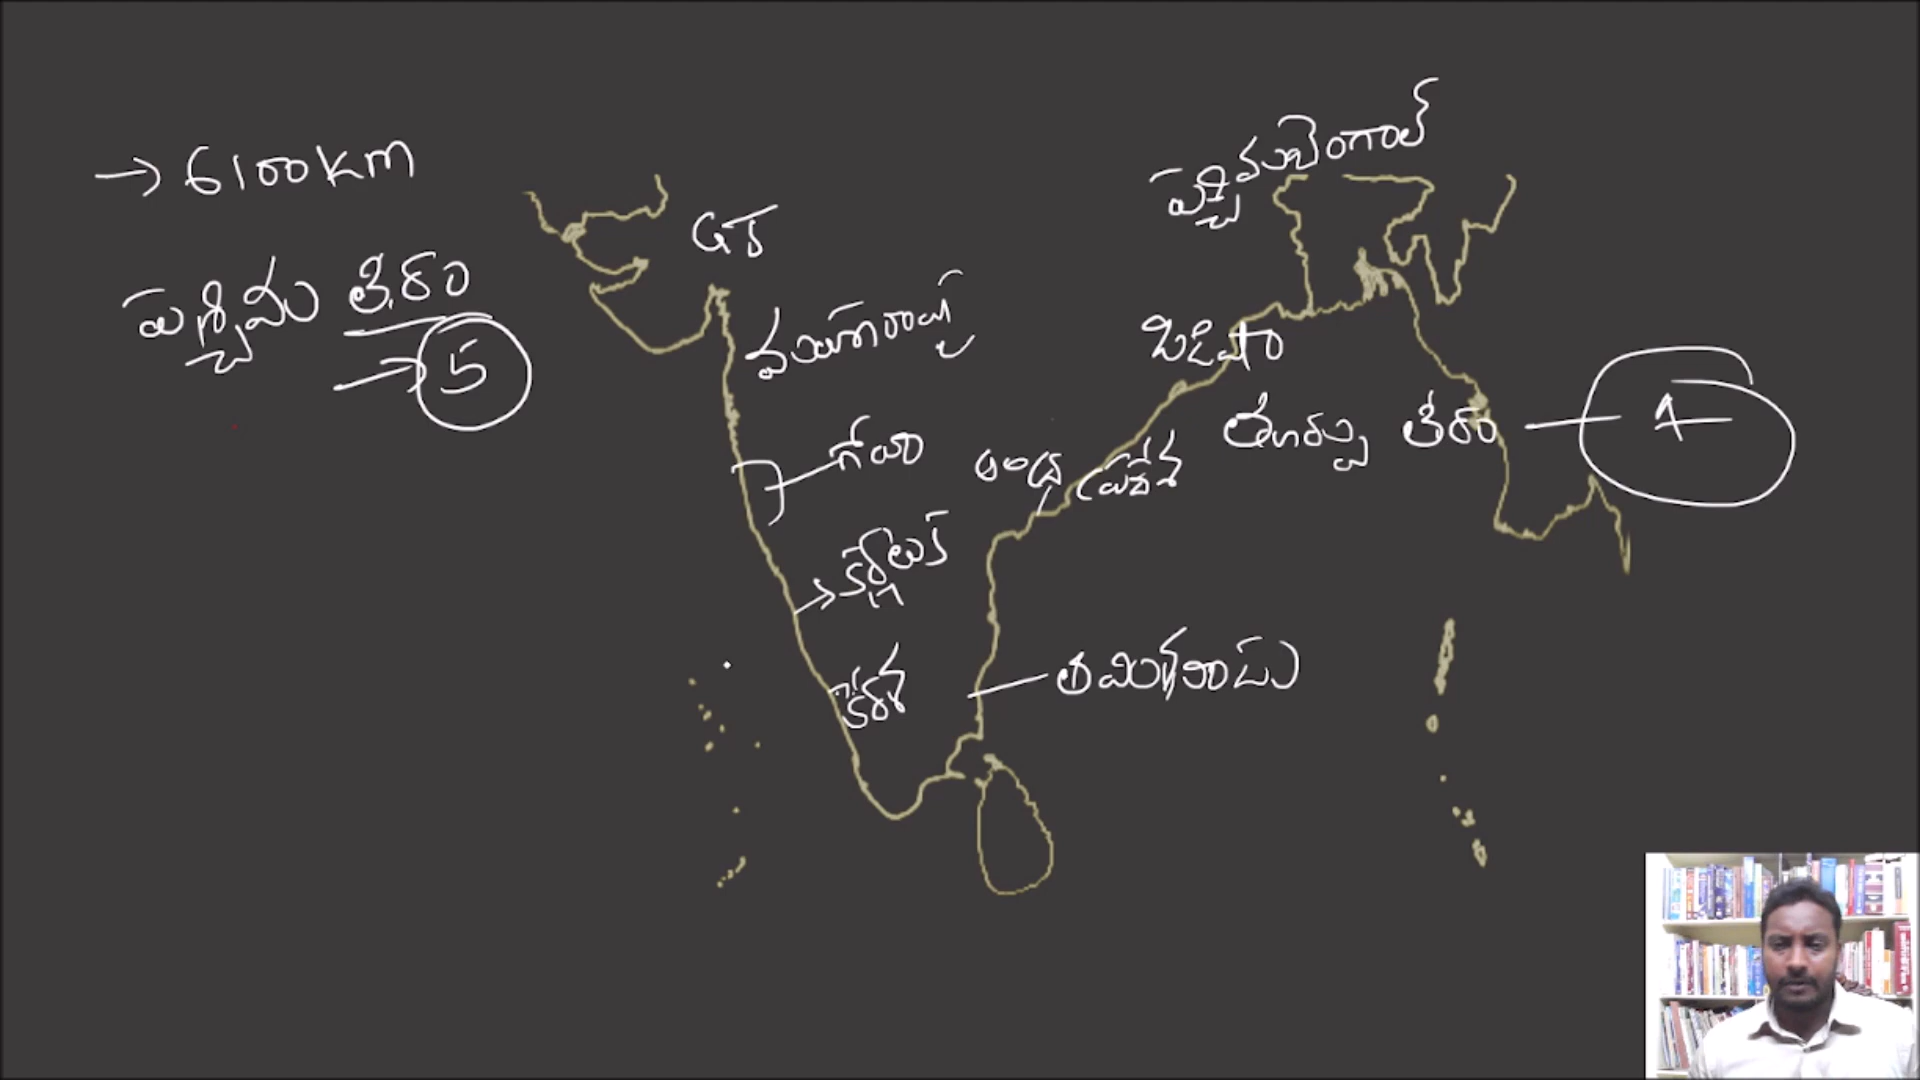 → 6100 km
పశ్చిమ తీరం
→ 5
మహారాష్ట్ర
గోవా
కర్ణాటక
కేరళ
పశ్చిమబెంగాల్
ఒడిషా
ఆంధ్ర ప్రదేశ్
తూర్పు తీరం — 4
తమిళనాడు